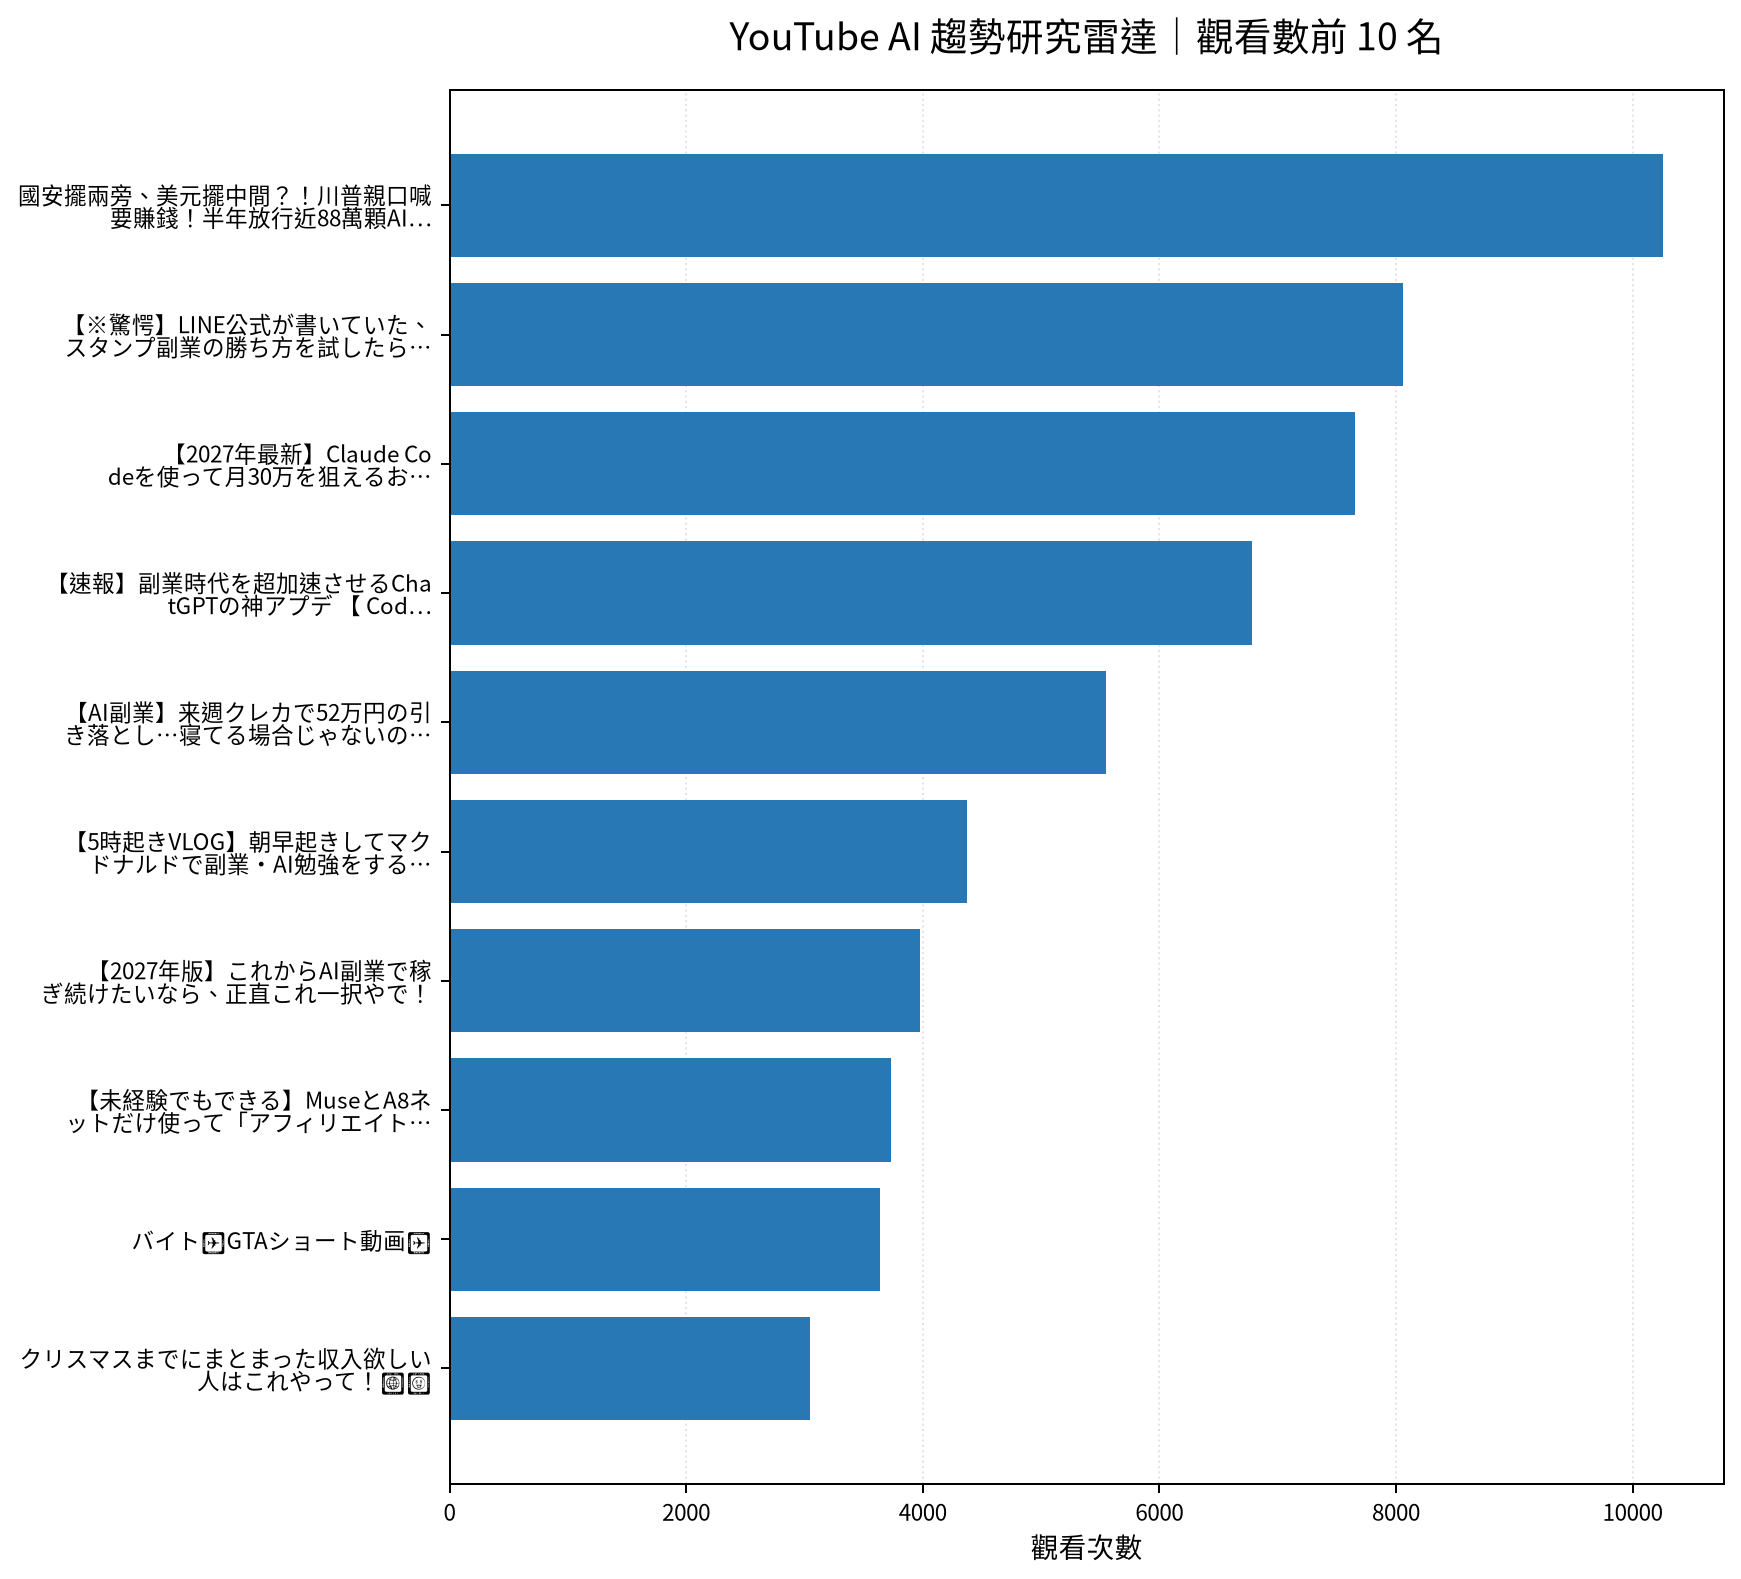 YouTube AI 趨勢研究雷達｜觀看數前 10 名
國安擺兩旁、美元擺中間？！川普親口喊
要賺錢！半年放行近88萬顆AI…
【※驚愕】LINE公式が書いていた、
スタンプ副業の勝ち方を試したら…
【2027年最新】Claude Co
deを使って月30万を狙えるお…
【速報】副業時代を超加速させるCha
tGPTの神アプデ 【 Cod…
【AI副業】来週クレカで52万円の引
き落とし…寝てる場合じゃないの…
【5時起きVLOG】朝早起きしてマク
ドナルドで副業・AI勉強をする…
【2027年版】これからAI副業で稼
ぎ続けたいなら、正直これ一択やで！
【未経験でもできる】MuseとA8ネ
ットだけ使って「アフィリエイト…
バイト GTAショート動画
クリスマスまでにまとまった収入欲しい
人はこれやって！
0 2000 4000 6000 8000 10000
觀看次數